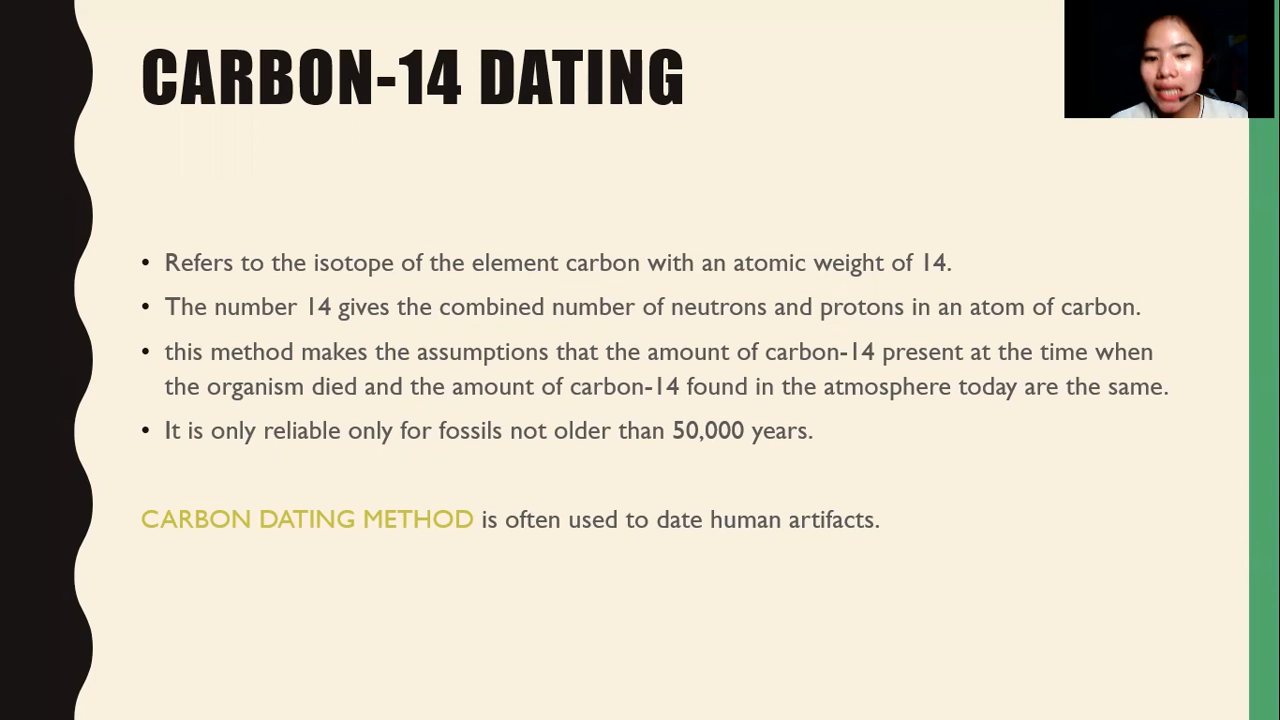 CARBON-14 DATING
• Refers to the isotope of the element carbon with an atomic weight of 14.
• The number 14 gives the combined number of neutrons and protons in an atom of carbon.
• this method makes the assumptions that the amount of carbon-14 present at the time when
the organism died and the amount of carbon-14 found in the atmosphere today are the same.
• It is only reliable only for fossils not older than 50,000 years.
CARBON DATING METHOD is often used to date human artifacts.